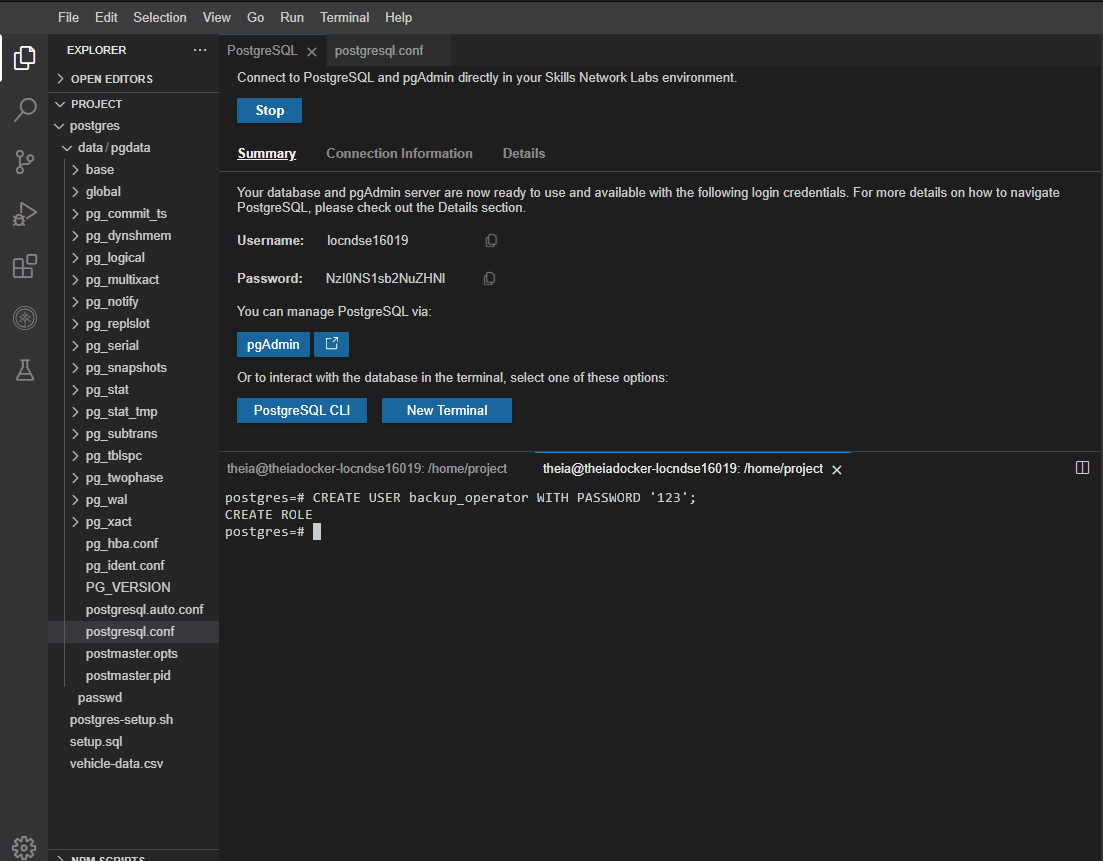 File Edit Selection View Go Run Terminal Help
EXPLORER ...
OPEN EDITORS
PROJECT
postgres
data / pgdata
base
global
pg_commit_ts
pg_dynshmem
pg_logical
pg_multixact
pg_notify
pg_replslot
pg_serial
pg_snapshots
pg_stat
pg_stat_tmp
pg_subtrans
pg_tblspc
pg_twophase
pg_wal
pg_xact
pg_hba.conf
pg_ident.conf
PG_VERSION
postgresql.auto.conf
postgresql.conf
postmaster.opts
postmaster.pid
passwd
postgres-setup.sh
setup.sql
vehicle-data.csv
NPM SCRIPTS
PostgreSQL postgresql.conf
Connect to PostgreSQL and pgAdmin directly in your Skills Network Labs environment.
Stop
Summary Connection Information Details
Your database and pgAdmin server are now ready to use and available with the following login credentials. For more details on how to navigate
PostgreSQL, please check out the Details section.
Username: locndse16019
Password: NzI0NS1sb2NuZHNl
You can manage PostgreSQL via:
pgAdmin
Or to interact with the database in the terminal, select one of these options:
PostgreSQL CLI New Terminal
theia@theiadocker-locndse16019: /home/project theia@theiadocker-locndse16019: /home/project
postgres=# CREATE USER backup_operator WITH PASSWORD '123';
CREATE ROLE
postgres=#